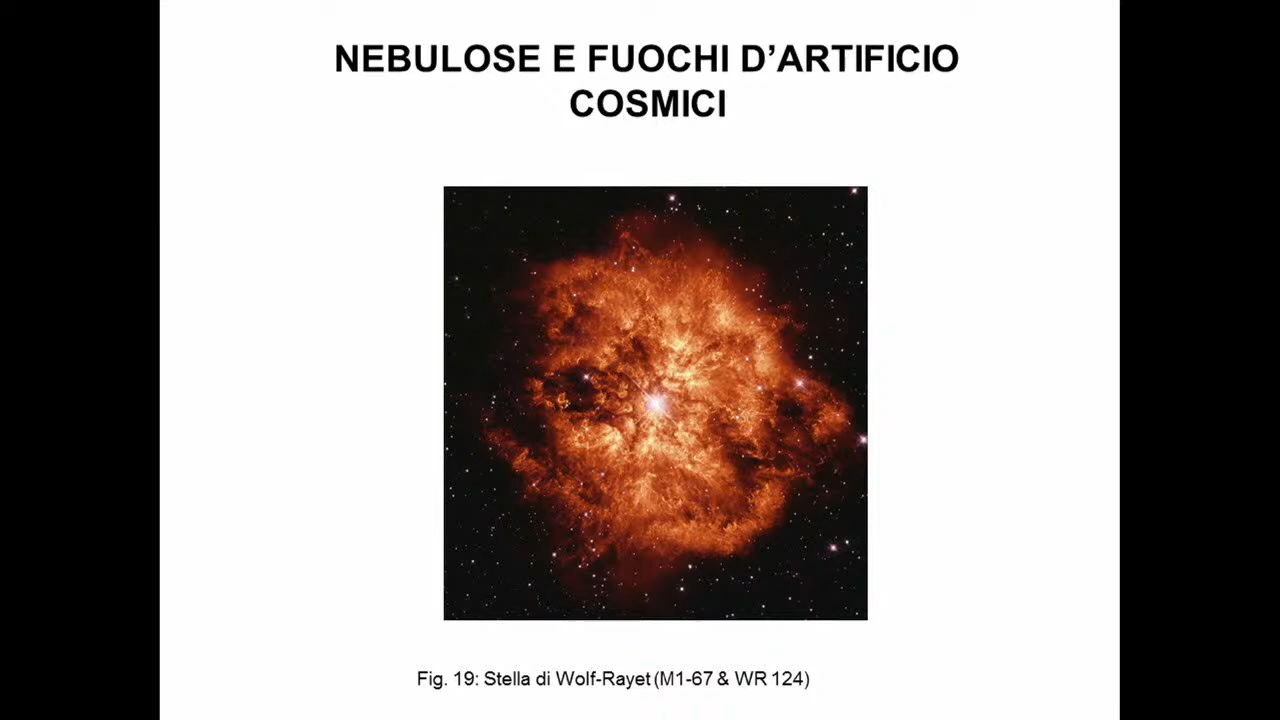 NEBULOSE E FUOCHI D’ARTIFICIO
COSMICI
Fig. 19: Stella di Wolf-Rayet (M1-67 & WR 124)